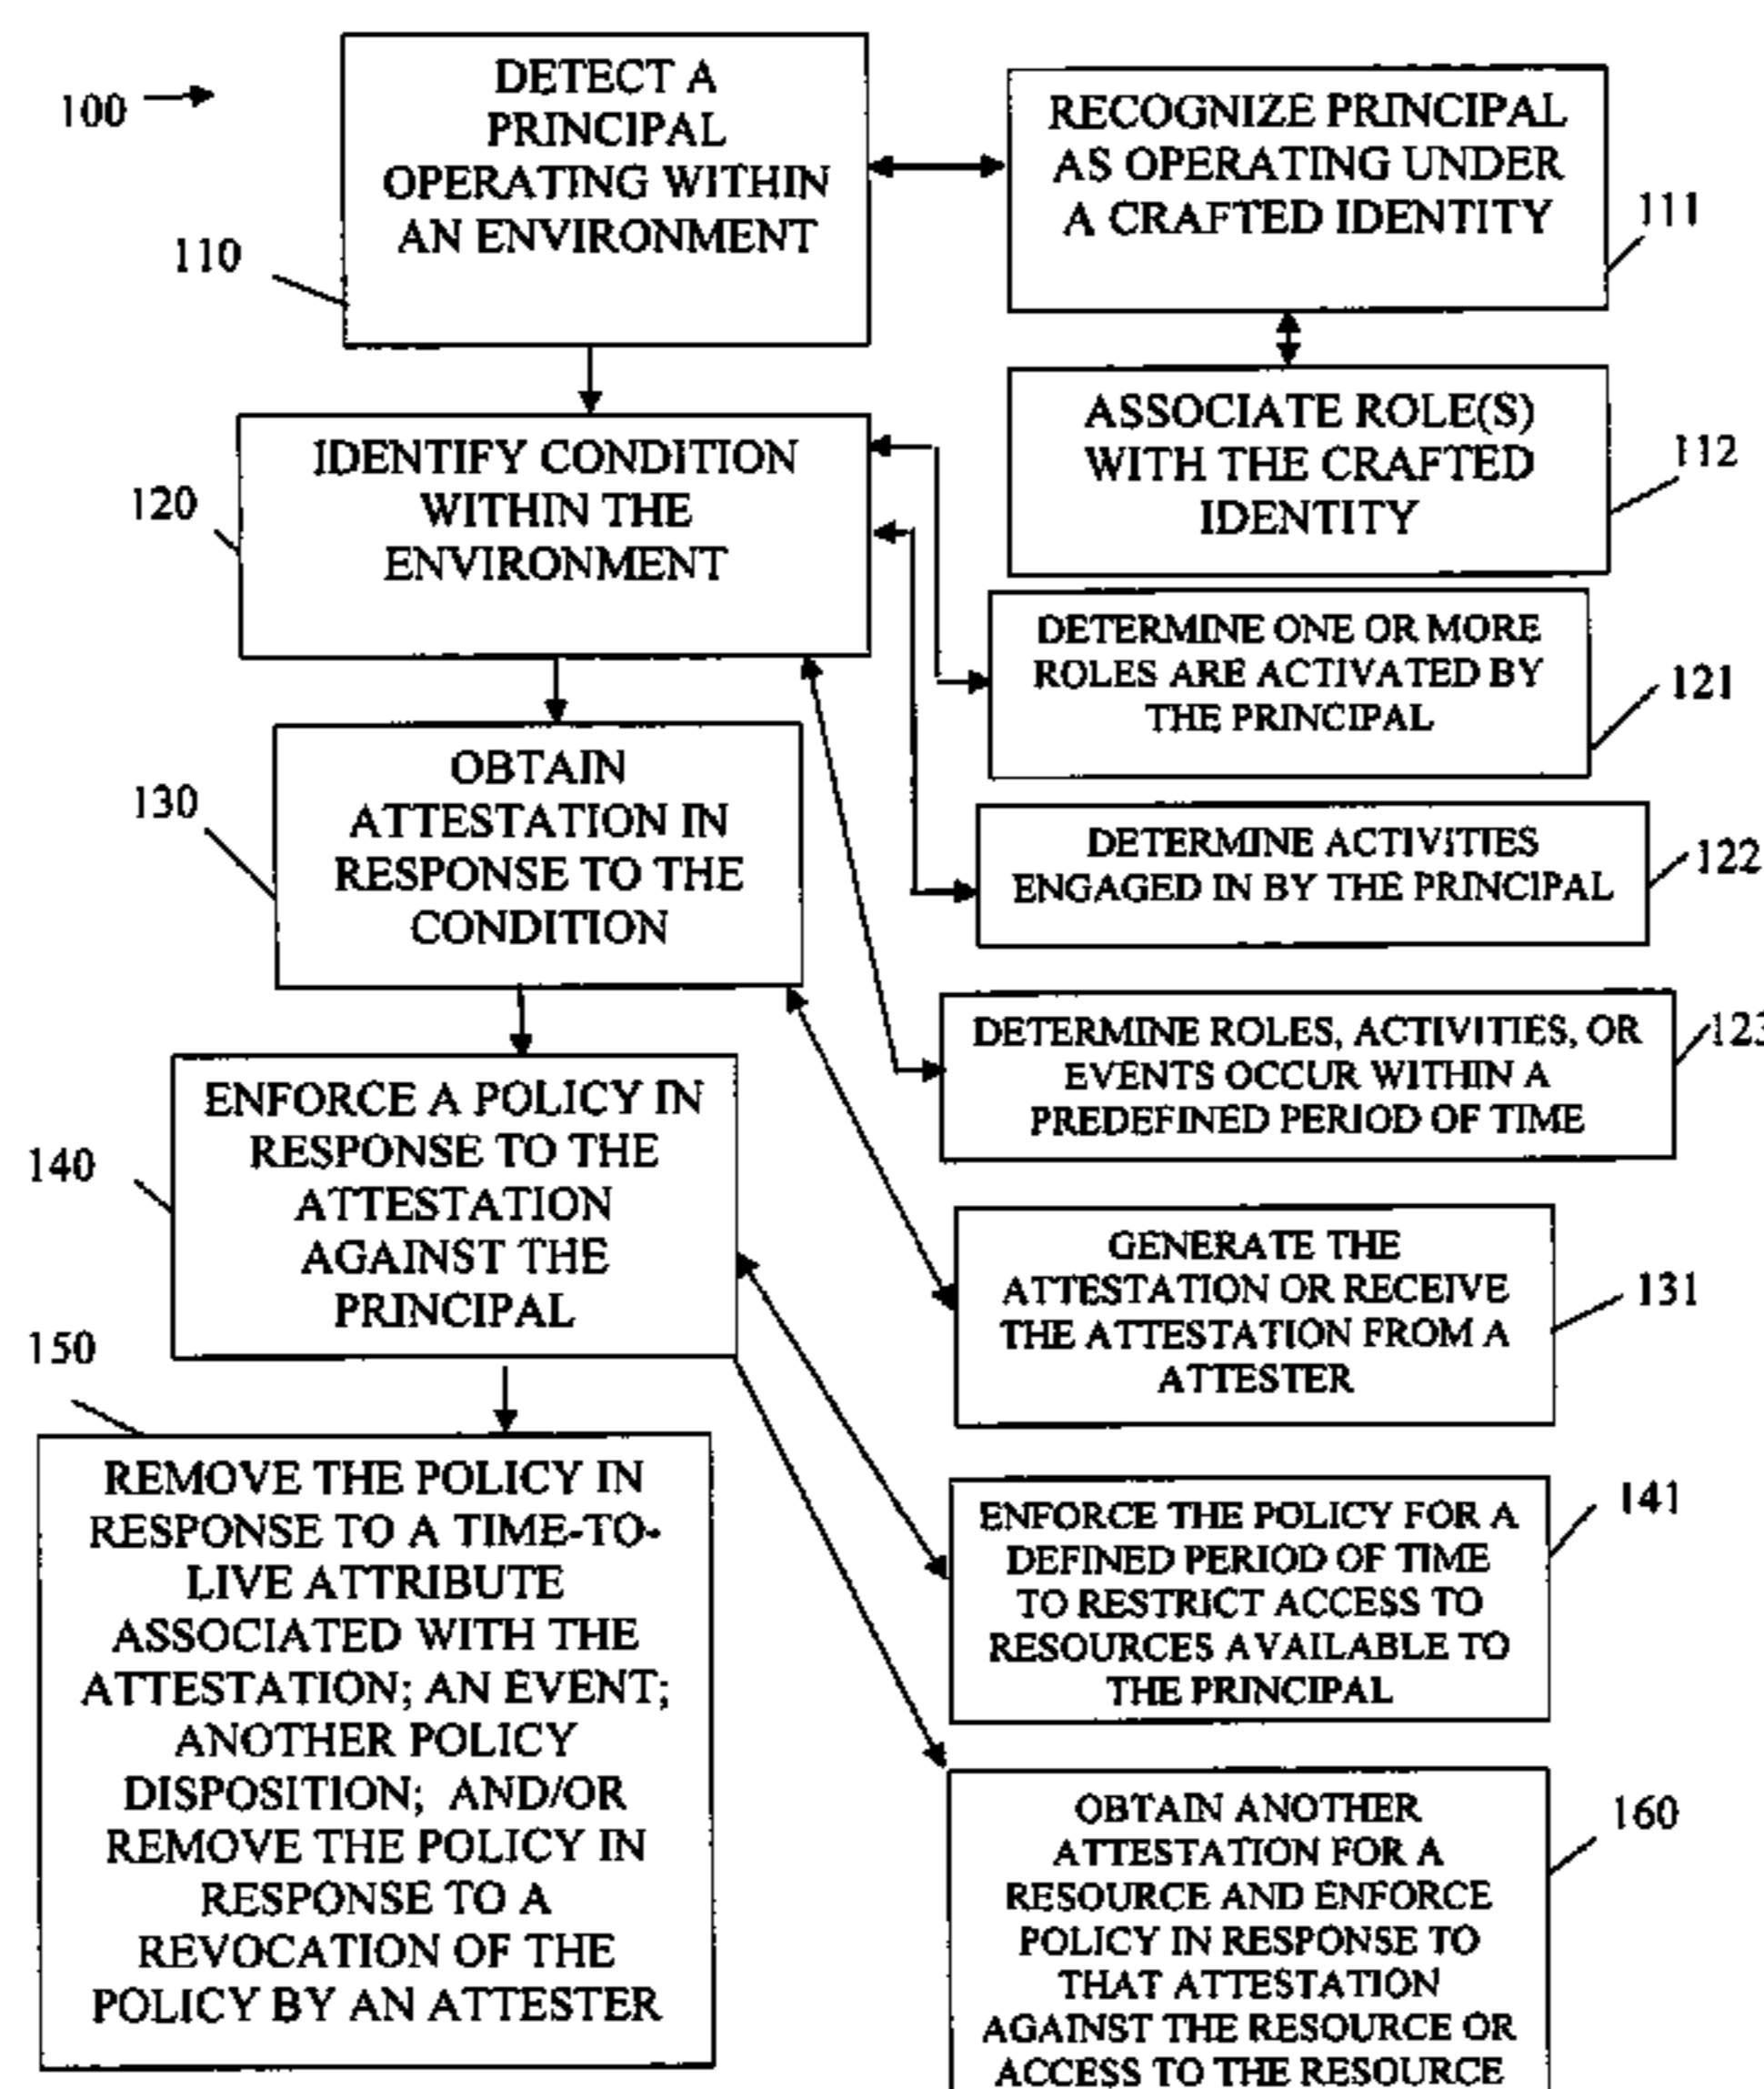 100
DETECT A
PRINCIPAL
OPERATING WITHIN
AN ENVIRONMENT
110
RECOGNIZE PRINCIPAL
AS OPERATING UNDER
A CRAFTED IDENTITY
111
ASSOCIATE ROLE(S)
WITH THE CRAFTED
IDENTITY
112
IDENTIFY CONDITION
WITHIN THE
ENVIRONMENT
120
DETERMINE ONE OR MORE
ROLES ARE ACTIVATED BY
THE PRINCIPAL
121
OBTAIN
ATTESTATION IN
RESPONSE TO THE
CONDITION
130
DETERMINE ACTIVITIES
ENGAGED IN BY THE PRINCIPAL
122
DETERMINE ROLES, ACTIVITIES, OR
EVENTS OCCUR WITHIN A
PREDEFINED PERIOD OF TIME
123
ENFORCE A POLICY IN
RESPONSE TO THE
ATTESTATION
AGAINST THE
PRINCIPAL
140
GENERATE THE
ATTESTATION OR RECEIVE
THE ATTESTATION FROM A
ATTESTER
131
150
REMOVE THE POLICY IN
RESPONSE TO A TIME-TO-
LIVE ATTRIBUTE
ASSOCIATED WITH THE
ATTESTATION; AN EVENT;
ANOTHER POLICY
DISPOSITION; AND/OR
REMOVE THE POLICY IN
RESPONSE TO A
REVOCATION OF THE
POLICY BY AN ATTESTER
ENFORCE THE POLICY FOR A
DEFINED PERIOD OF TIME
TO RESTRICT ACCESS TO
RESOURCES AVAILABLE TO
THE PRINCIPAL
141
OBTAIN ANOTHER
ATTESTATION FOR A
RESOURCE AND ENFORCE
POLICY IN RESPONSE TO
THAT ATTESTATION
AGAINST THE RESOURCE OR
ACCESS TO THE RESOURCE
160